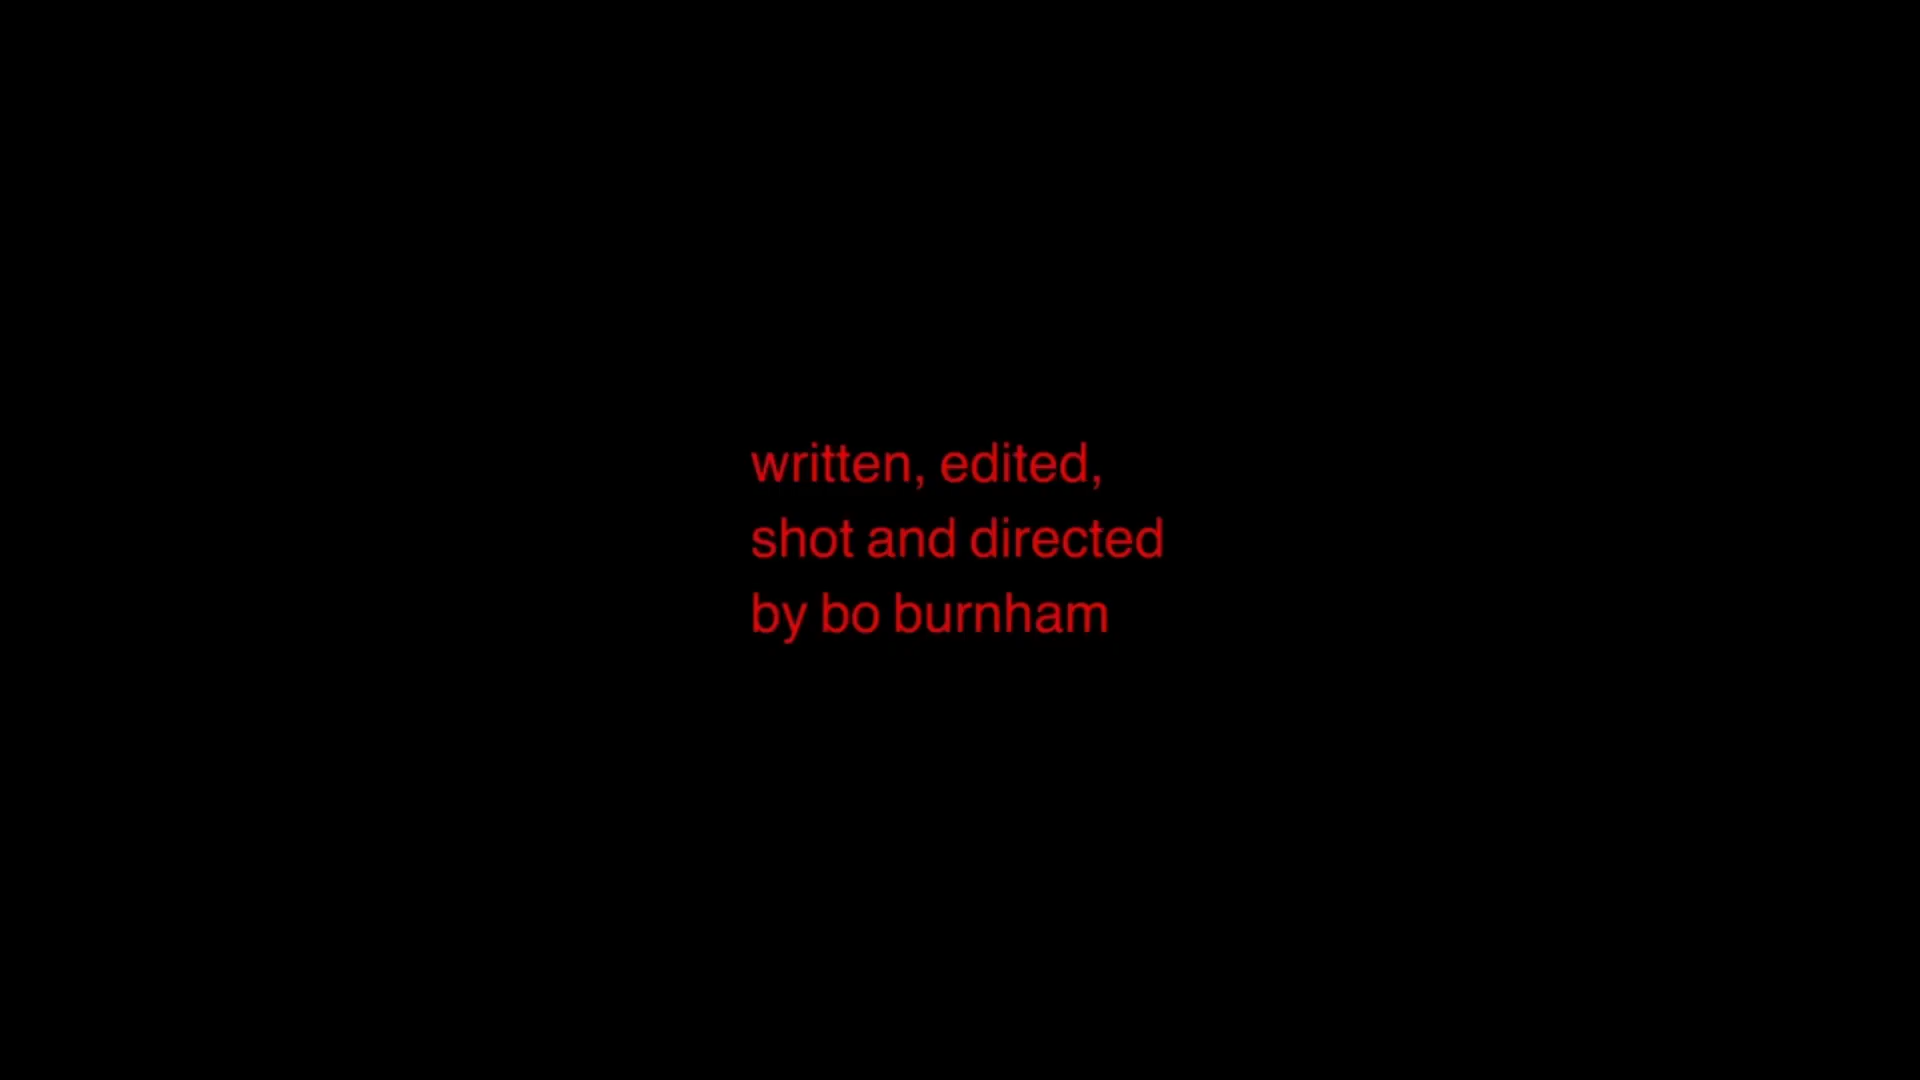 written, edited,
shot and directed
by bo burnham